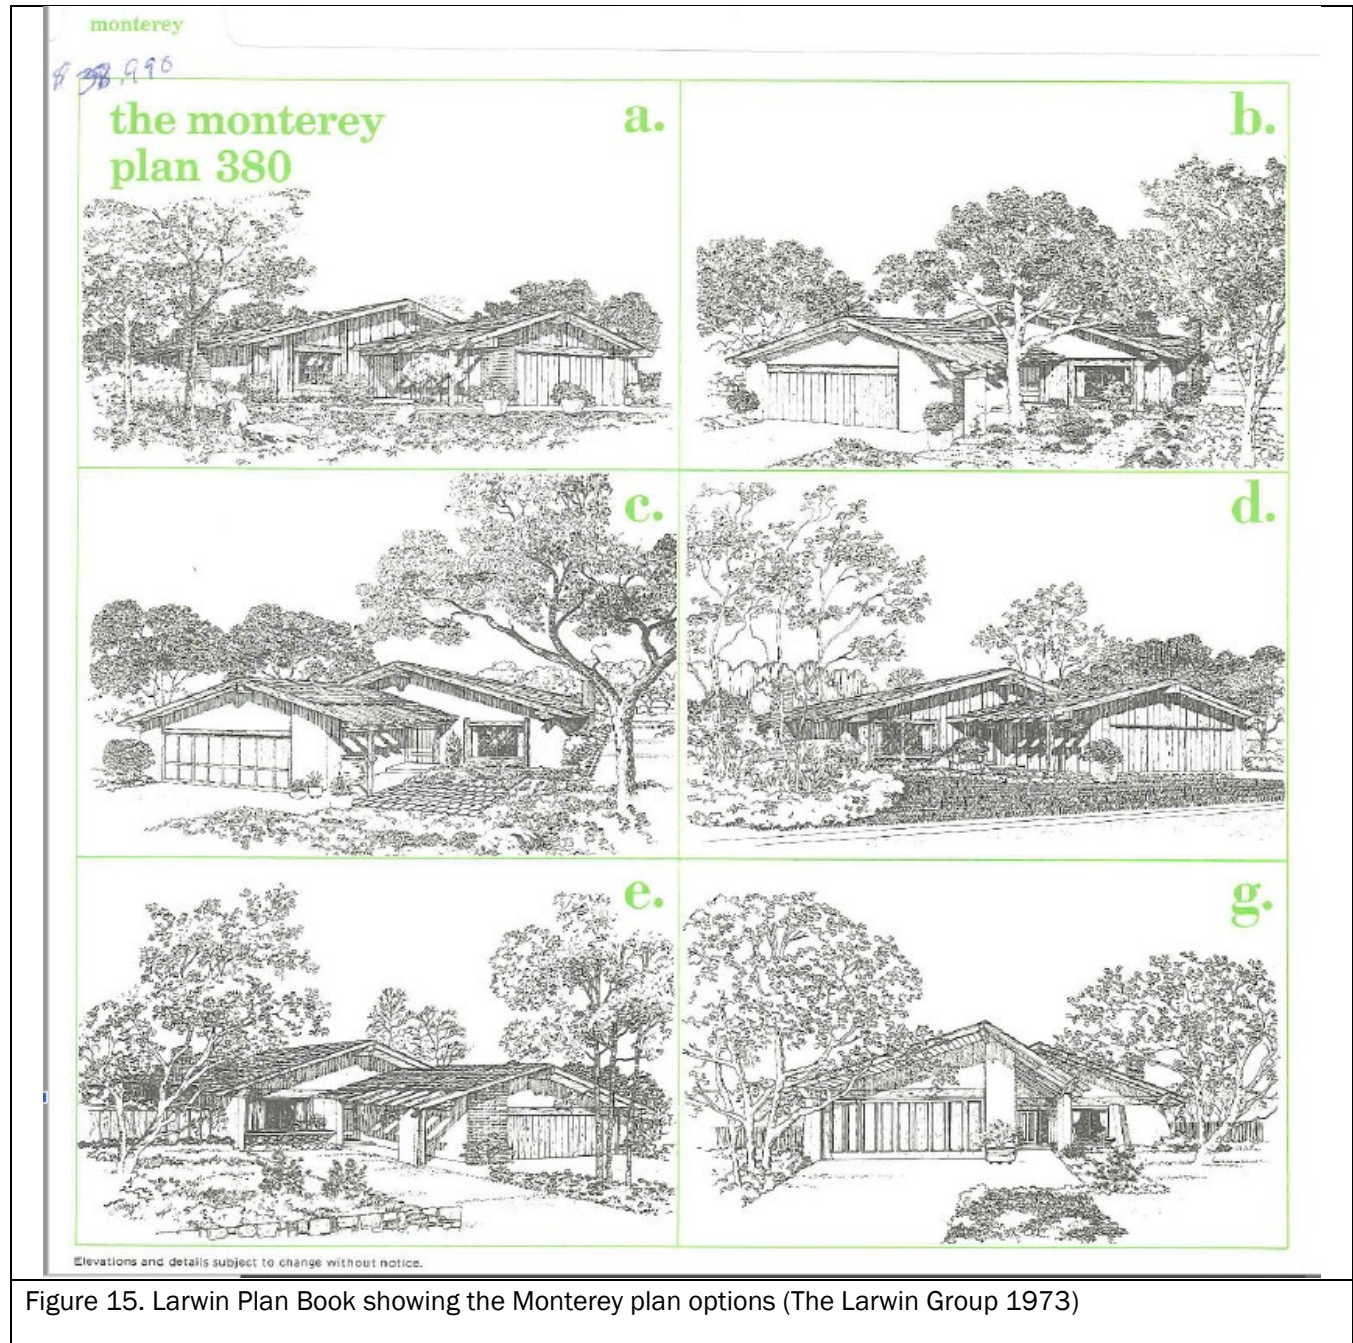 monterey
$ 38,990
the monterey
plan 380
a.
b.
c.
d.
e.
g.
Elevations and details subject to change without notice.
Figure 15. Larwin Plan Book showing the Monterey plan options (The Larwin Group 1973)